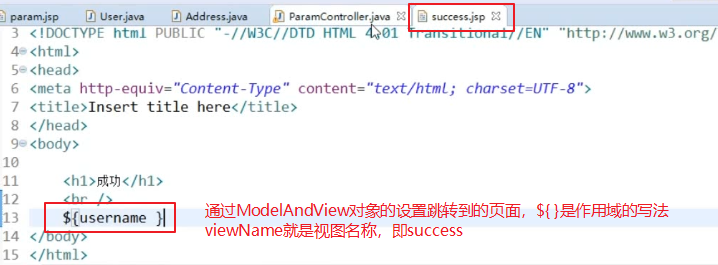 param.jsp User.java Address.java ParamController.java success.jsp
3 <!DOCTYPE html PUBLIC "-//W3C//DTD HTML 4.01 Transitional//EN" "http://www.w3.org/
4 <html>
5 <head>
6 <meta http-equiv="Content-Type" content="text/html; charset=UTF-8">
7 <title>Insert title here</title>
8 </head>
9 <body>
10
11 <h1>成功</h1>
12 <hr />
13 ${username }
通过ModelAndView对象的设置跳转到的页面，${ }是作用域的写法
viewName就是视图名称，即success
14 </body>
15 </html>